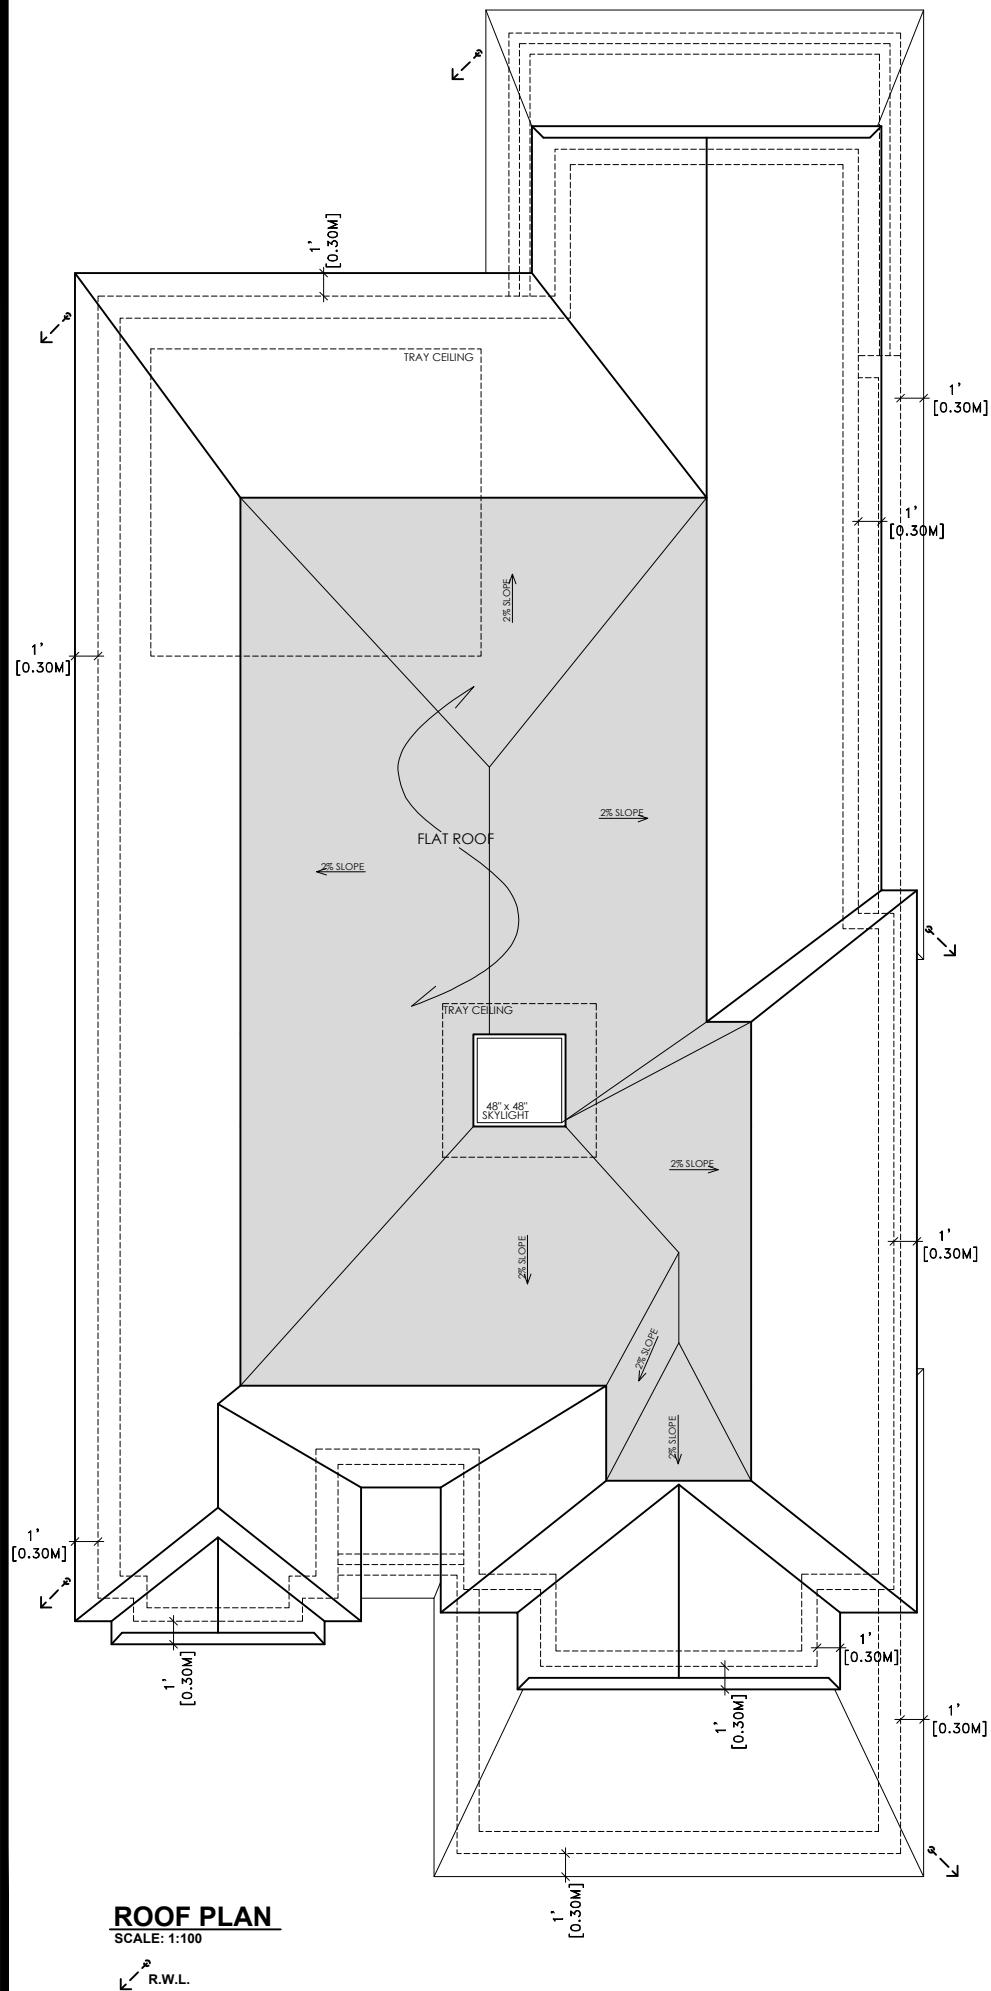 1'
[0.30M]
TRAY CEILING
1'
[0.30M]
1'
[0.30M]
2% SLOPE
1'
[0.30M]
2% SLOPE
FLAT ROOF
2% SLOPE
TRAY CEILING
48" x 48"
SKYLIGHT
2% SLOPE
1'
[0.30M]
2% SLOPE
2% SLOPE
2% SLOPE
1'
[0.30M]
1'
[0.30M]
1'
[0.30M]
1'
[0.30M]
1'
[0.30M]
1'
[0.30M]
ROOF PLAN
SCALE: 1:100
R.W.L.